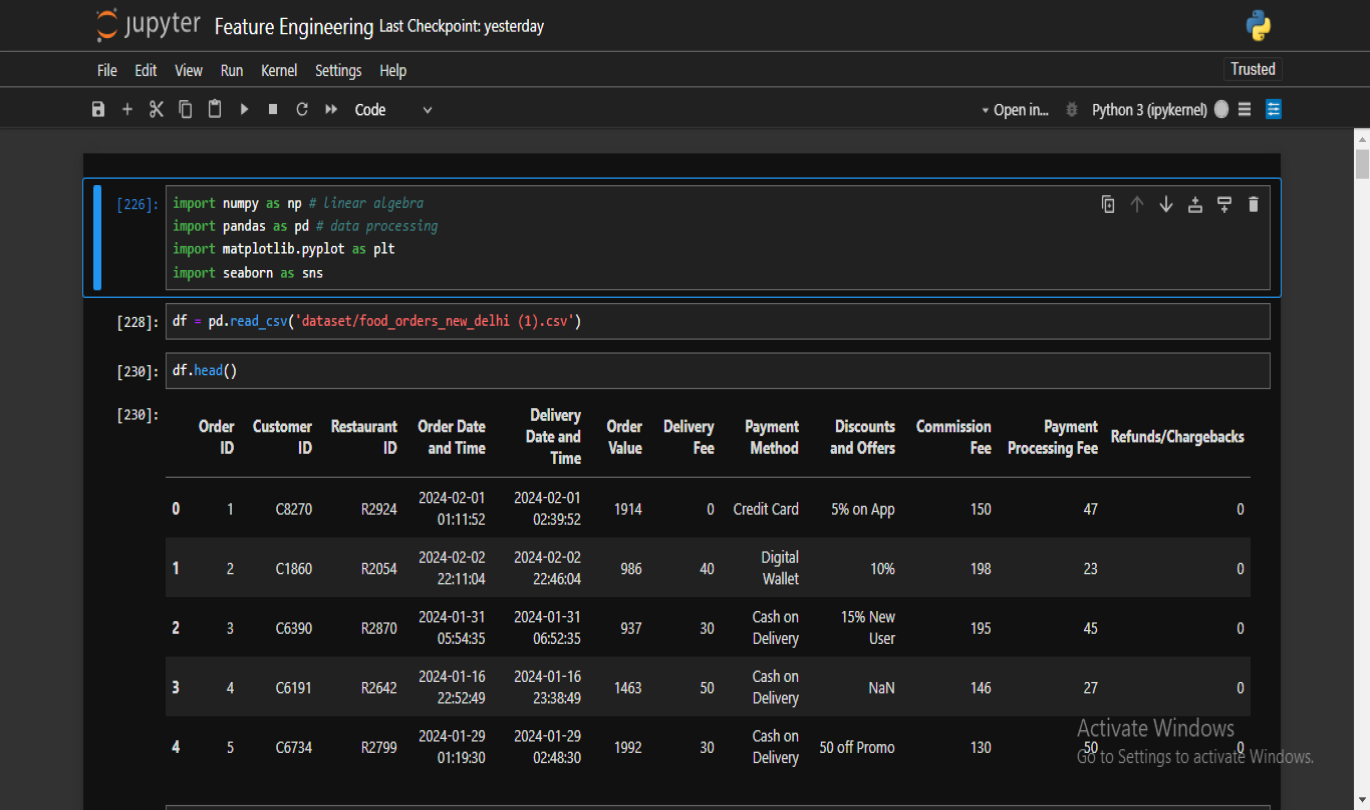 jupyter Feature Engineering Last Checkpoint: yesterday
File Edit View Run Kernel Settings Help Trusted
Code Open in... Python 3 (ipykernel)
[226]: import numpy as np # linear algebra
import pandas as pd # data processing
import matplotlib.pyplot as plt
import seaborn as sns
[228]: df = pd.read_csv('dataset/food_orders_new_delhi (1).csv')
[230]: df.head()
[230]:
Order ID Customer ID Restaurant ID Order Date and Time Delivery Date and Time Order Value Delivery Fee Payment Method Discounts and Offers Commission Fee Payment Processing Fee Refunds/Chargebacks
0 1 C8270 R2924 2024-02-01 01:11:52 2024-02-01 02:39:52 1914 0 Credit Card 5% on App 150 47 0
1 2 C1860 R2054 2024-02-02 22:11:04 2024-02-02 22:46:04 986 40 Digital Wallet 10% 198 23 0
2 3 C6390 R2870 2024-01-31 05:54:35 2024-01-31 06:52:35 937 30 Cash on Delivery 15% New User 195 45 0
3 4 C6191 R2642 2024-01-16 22:52:49 2024-01-16 23:38:49 1463 50 Cash on Delivery NaN 146 27 0
4 5 C6734 R2799 2024-01-29 01:19:30 2024-01-29 02:48:30 1992 30 Cash on Delivery 50 off Promo 130 50 0
Activate Windows
Go to Settings to activate Windows.